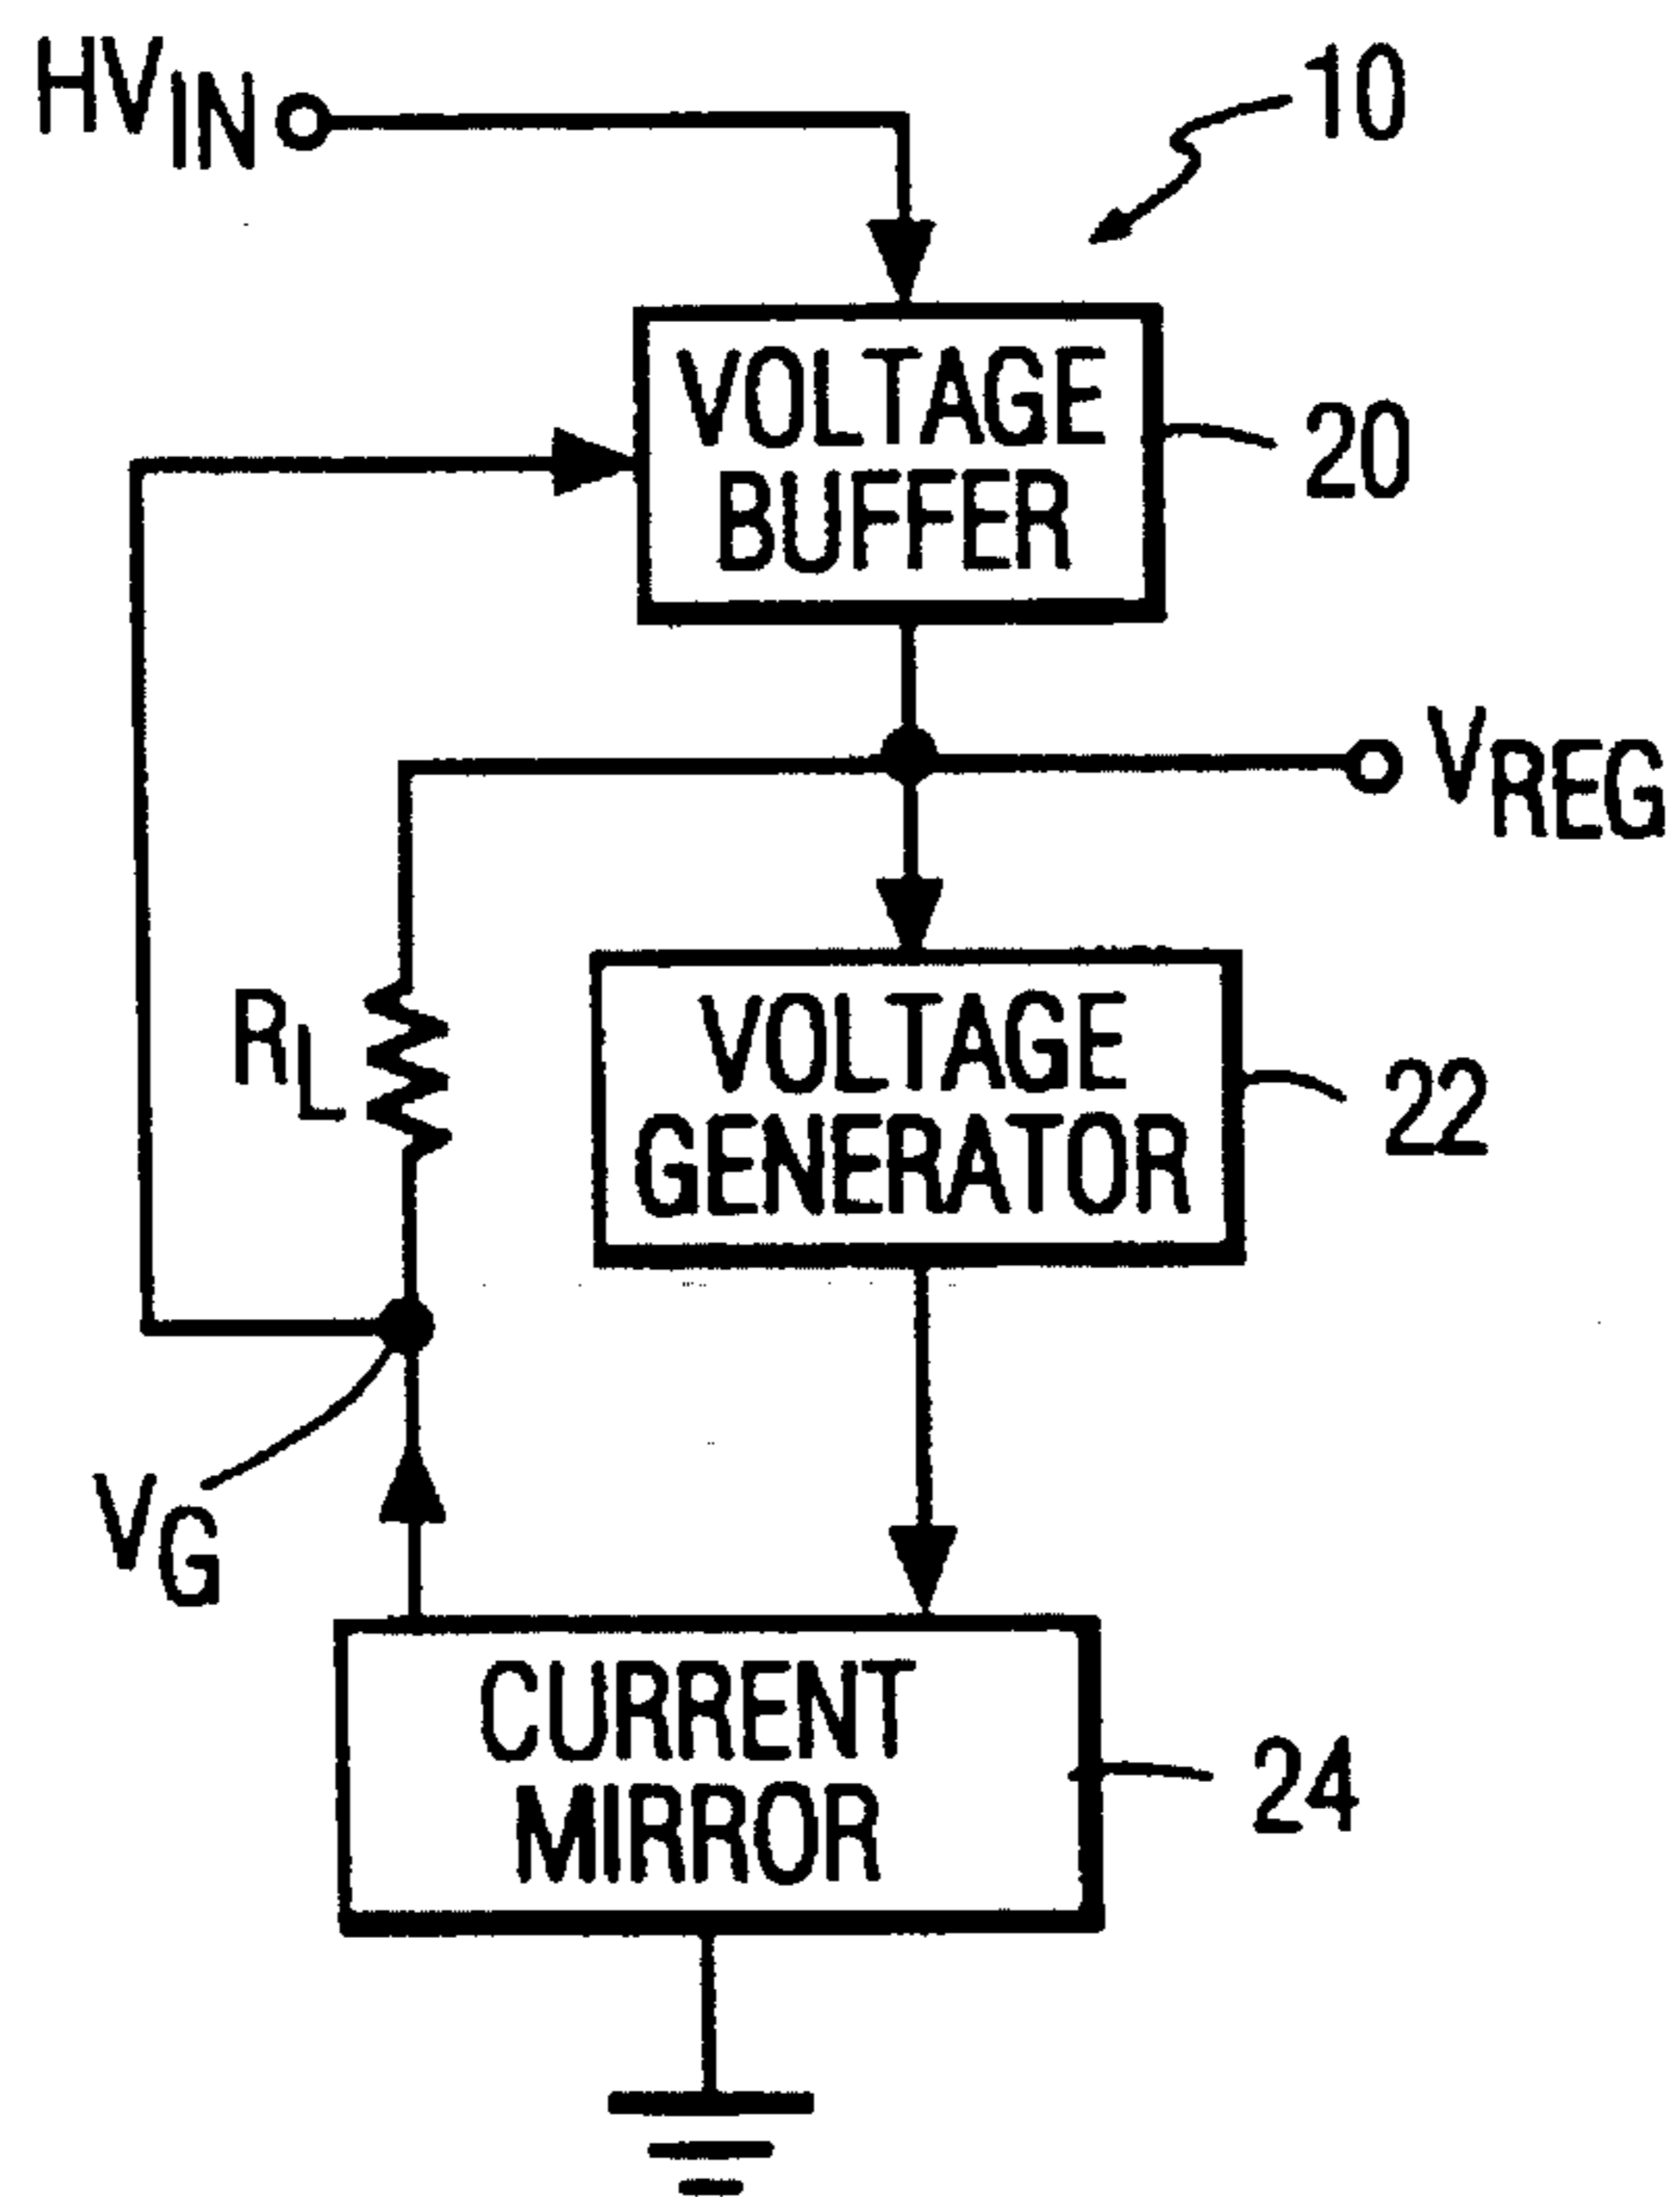 HVIN
10
VOLTAGE
BUFFER
20
VREG
RL
VOLTAGE
GENERATOR
22
VG
CURRENT
MIRROR
24